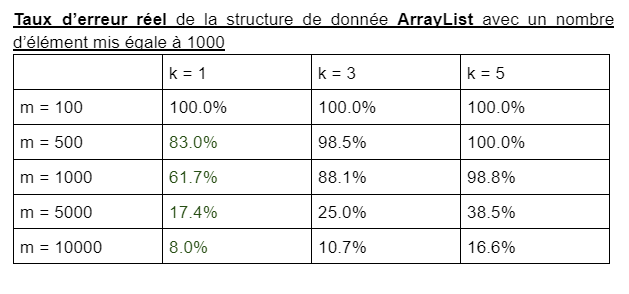 Taux d'erreur réel de la structure de donnée ArrayList avec un nombre
d'élément mis égale à 1000
k = 1 k = 3 k = 5
m = 100 100.0% 100.0% 100.0%
m = 500 83.0% 98.5% 100.0%
m = 1000 61.7% 88.1% 98.8%
m = 5000 17.4% 25.0% 38.5%
m = 10000 8.0% 10.7% 16.6%